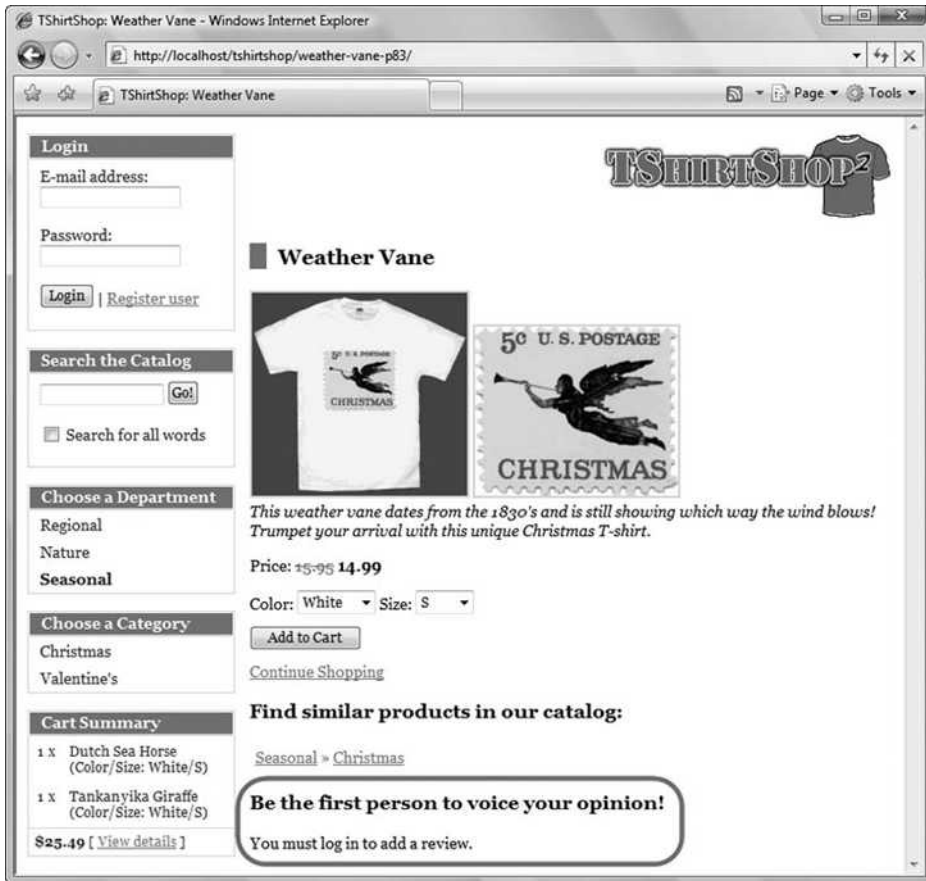 TShirtShop: Weather Vane - Windows Internet Explorer
http://localhost/tshirtshop/weather-vane-p83/
TShirtShop: Weather Vane
Page
Tools
Login
E-mail address:
Password:
Login | Register user
Search the Catalog
Go!
Search for all words
Choose a Department
Regional
Nature
Seasonal
Choose a Category
Christmas
Valentine's
Cart Summary
1 x Dutch Sea Horse
(Color/Size: White/S)
1 x Tankanyika Giraffe
(Color/Size: White/S)
$25.49 [ View details ]
TSHIRTSHOP²
Weather Vane
5c U. S. POSTAGE
CHRISTMAS
5c U. S. POSTAGE
CHRISTMAS
This weather vane dates from the 1830's and is still showing which way the wind blows!
Trumpet your arrival with this unique Christmas T-shirt.
Price: 15.95 14.99
Color: White Size: S
Add to Cart
Continue Shopping
Find similar products in our catalog:
Seasonal » Christmas
Be the first person to voice your opinion!
You must log in to add a review.